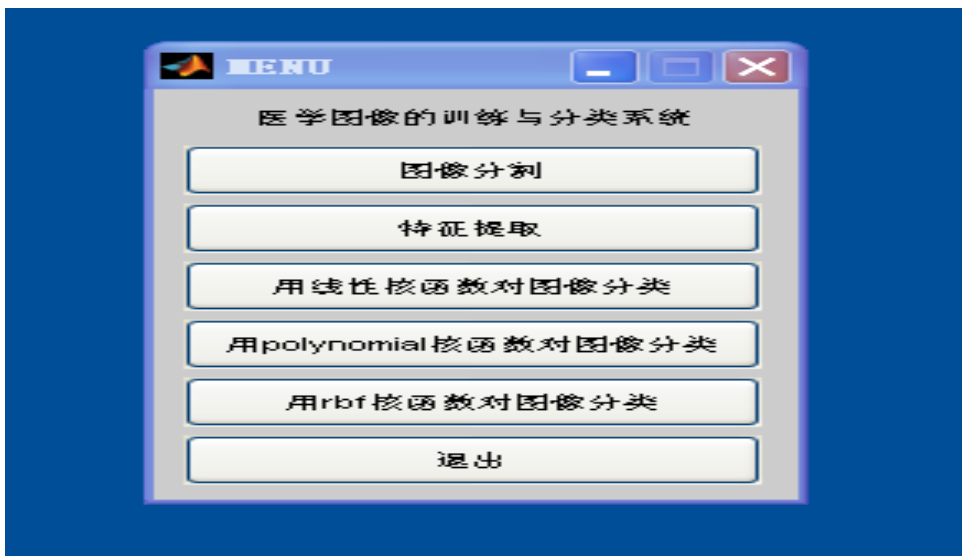 MENU
医学图像的训练与分类系统
图像分割
特征提取
用线性核函数对图像分类
用polynomial核函数对图像分类
用rbf核函数对图像分类
退出